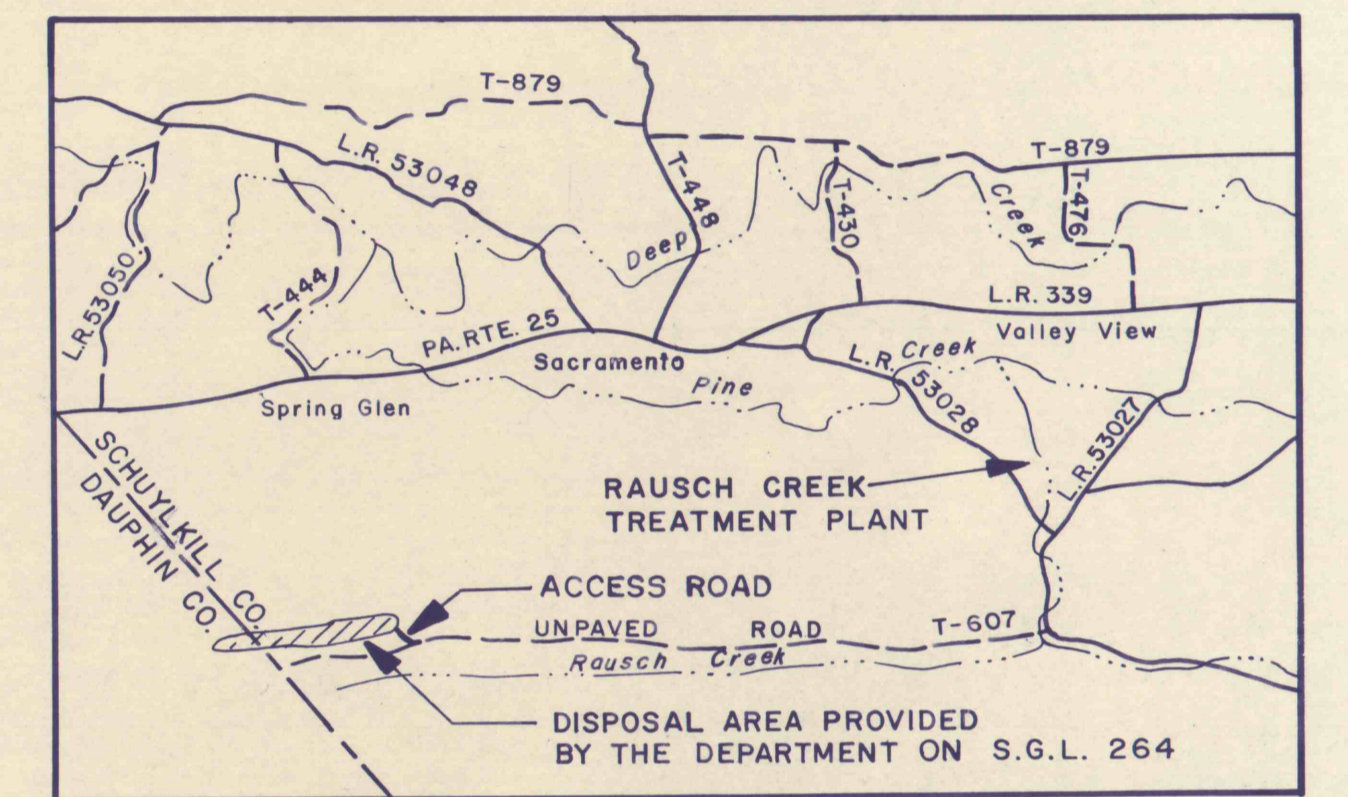 T-879
L.R. 53048
T-448
T-879
T-430
Creek
T-476
Deep
L.R. 53050
T-444
L.R. 339
PA. RTE. 25
Valley View
Sacramento
L.R. 53028
Creek
Pine
Spring Glen
L.R. 53027
SCHUYLKILL CO.
DAUPHIN CO.
RAUSCH CREEK
TREATMENT PLANT
ACCESS ROAD
UNPAVED ROAD
T-607
Rausch Creek
DISPOSAL AREA PROVIDED
BY THE DEPARTMENT ON S.G.L. 264